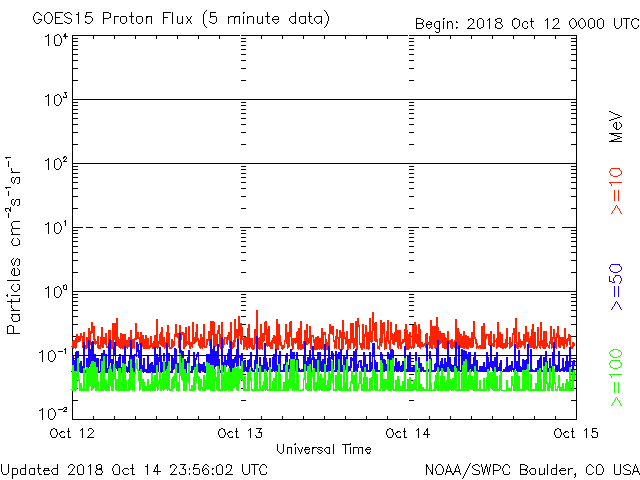 GOES15 Proton Flux (5 minute data)
Begin: 2018 Oct 12 0000 UTC
10⁴
10³
10²
10¹
10⁰
10⁻¹
10⁻²
Particles cm⁻²s⁻¹sr⁻¹
Oct 12
Oct 13
Oct 14
Oct 15
Universal Time
MeV
>=10
>=50
>=100
Updated 2018 Oct 14 23:56:02 UTC
NOAA/SWPC Boulder, CO USA